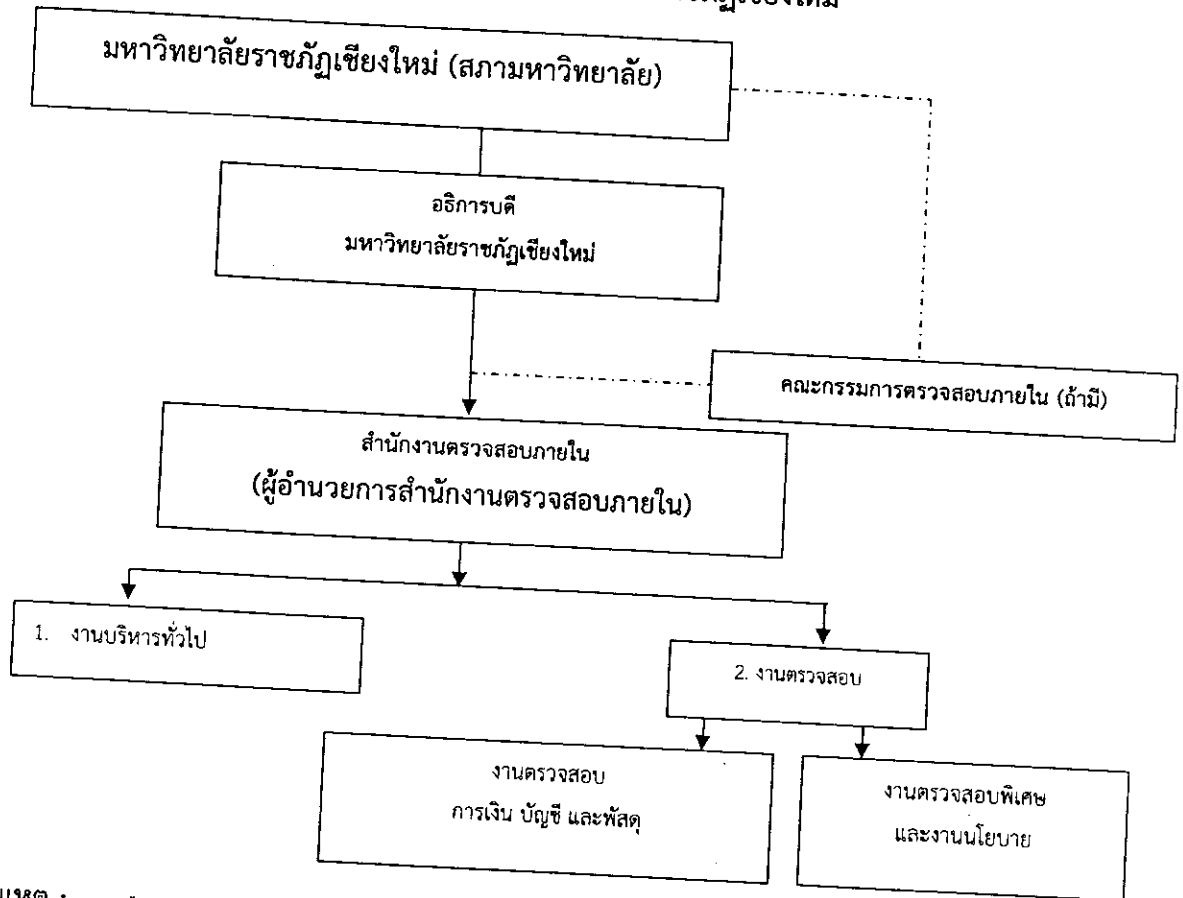 มหาวิทยาลัยราชภัฏเชียงใหม่ (สภามหาวิทยาลัย)
อธิการบดี
มหาวิทยาลัยราชภัฏเชียงใหม่
คณะกรรมการตรวจสอบภายใน (ถ้ามี)
สำนักงานตรวจสอบภายใน
(ผู้อำนวยการสำนักงานตรวจสอบภายใน)
1. งานบริหารทั่วไป
2. งานตรวจสอบ
งานตรวจสอบ
การเงิน บัญชี และพัสดุ
งานตรวจสอบพิเศษ
และงานนโยบาย